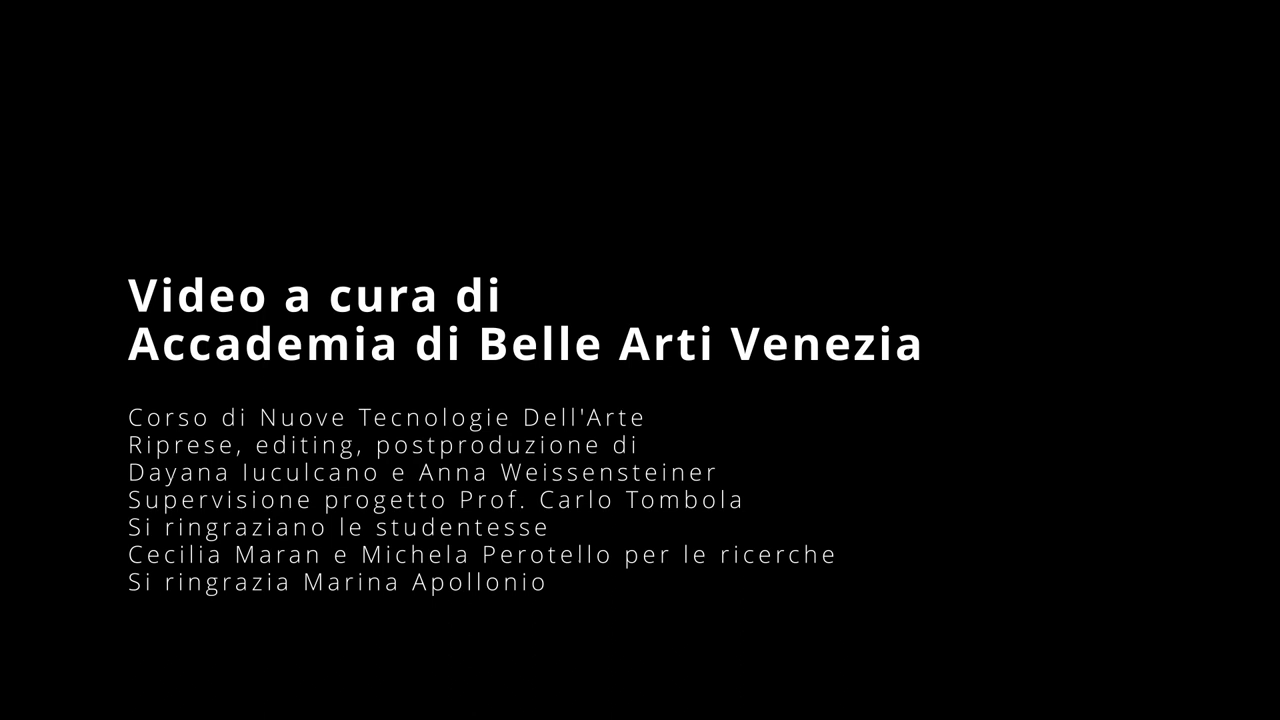 Video a cura di
Accademia di Belle Arti Venezia
Corso di Nuove Tecnologie Dell'Arte
Riprese, editing, postproduzione di
Dayana Iuculcano e Anna Weissensteiner
Supervisione progetto Prof. Carlo Tombola
Si ringraziano le studentesse
Cecilia Maran e Michela Perotello per le ricerche
Si ringrazia Marina Apollonio